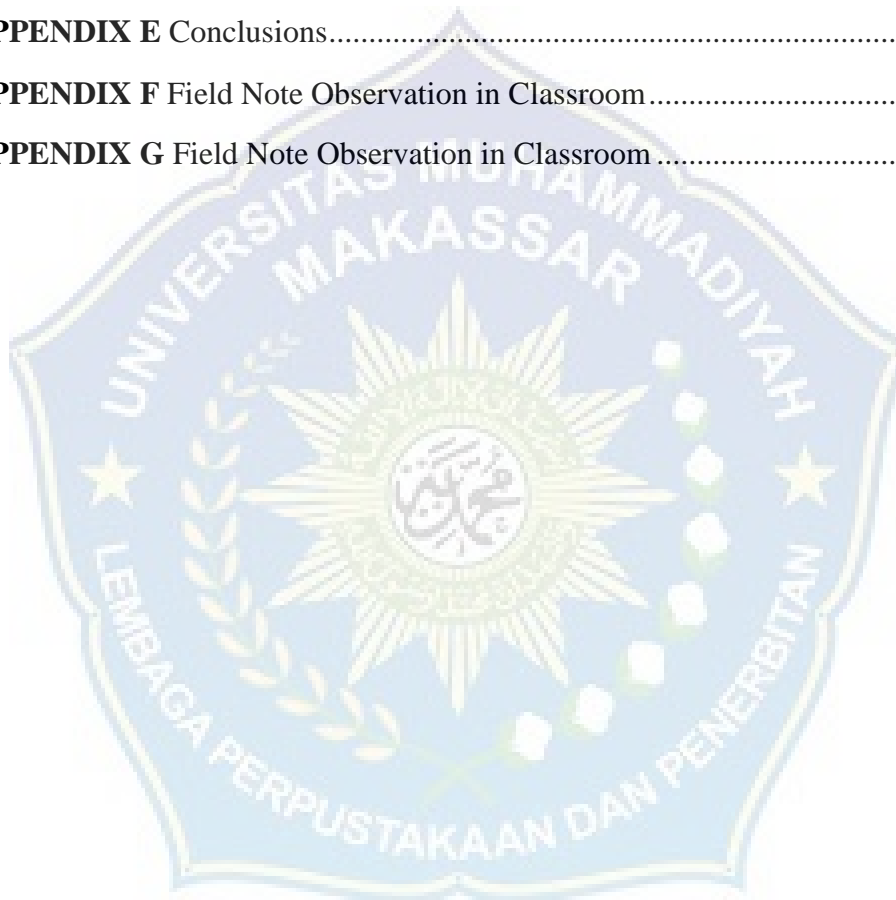 PPENDIX E Conclusions..........................................................................
PPENDIX F Field Note Observation in Classroom...............................
PPENDIX G Field Note Observation in Classroom..............................
UNIVERSITAS MUHAMMADIYAH
MAKASSAR
LEMBAGA PERPUSTAKAAN DAN PENERBITAN